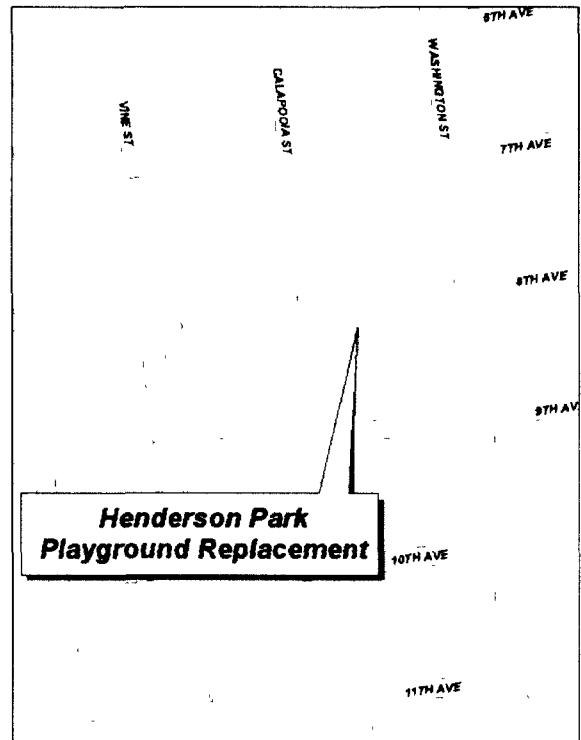 6TH AVE
WASHINGTON ST
CALAPOOIA ST
VINE ST
7TH AVE
8TH AVE
9TH AV
Henderson Park
Playground Replacement
10TH AVE
11TH AVE